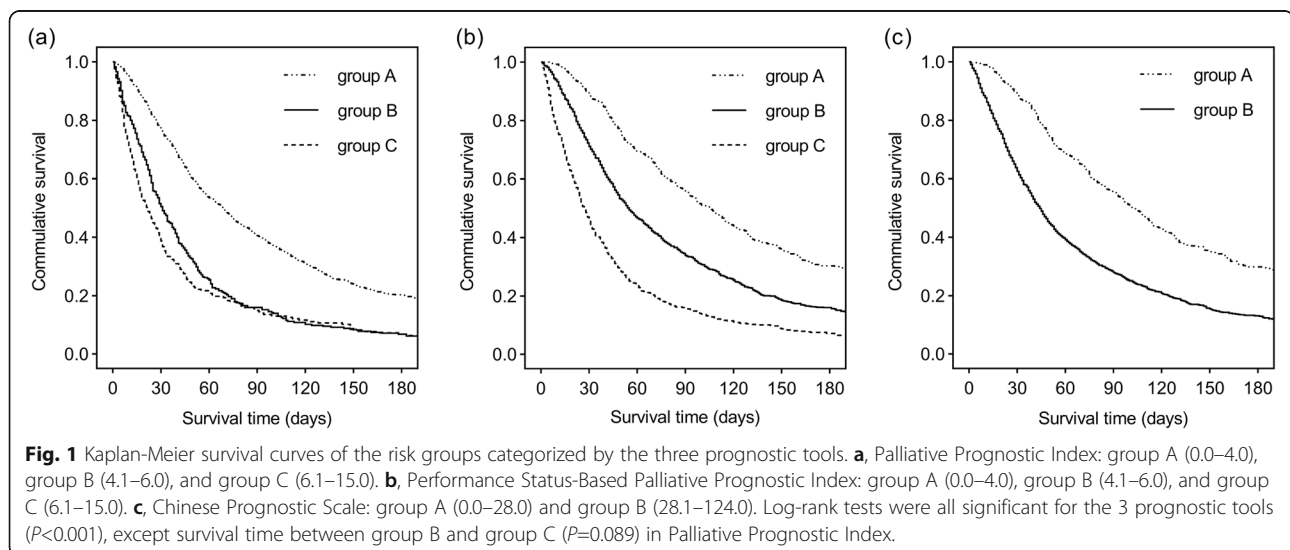 (a)
group A
group B
group C
Commulative survival
1.0
0.8
0.6
0.4
0.2
0.0
0 30 60 90 120 150 180
Survival time (days)
(b)
group A
group B
group C
Commulative survival
1.0
0.8
0.6
0.4
0.2
0.0
0 30 60 90 120 150 180
Survival time (days)
(c)
group A
group B
Commulative survival
1.0
0.8
0.6
0.4
0.2
0.0
0 30 60 90 120 150 180
Survival time (days)
Fig. 1 Kaplan-Meier survival curves of the risk groups categorized by the three prognostic tools. a, Palliative Prognostic Index: group A (0.0–4.0),
group B (4.1–6.0), and group C (6.1–15.0). b, Performance Status-Based Palliative Prognostic Index: group A (0.0–4.0), group B (4.1–6.0), and group
C (6.1–15.0). c, Chinese Prognostic Scale: group A (0.0–28.0) and group B (28.1–124.0). Log-rank tests were all significant for the 3 prognostic tools
(P<0.001), except survival time between group B and group C (P=0.089) in Palliative Prognostic Index.